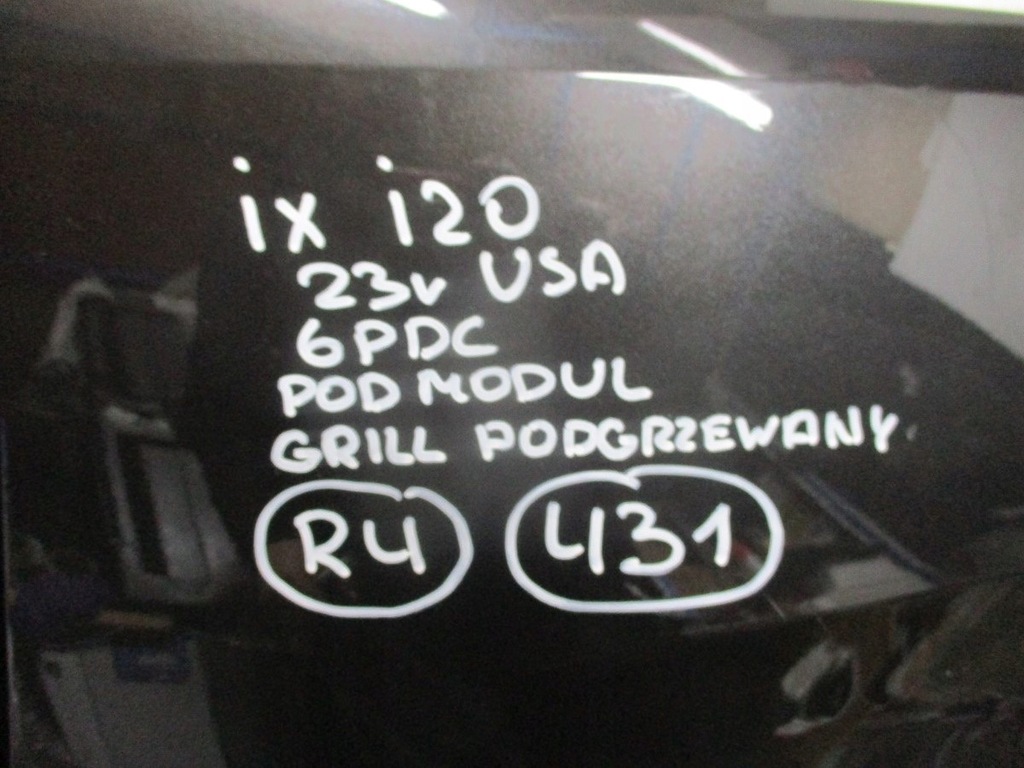 ix i20
23v USA
6PDC
POD MODUL
GRILL PODGRZEWANY
R4 431